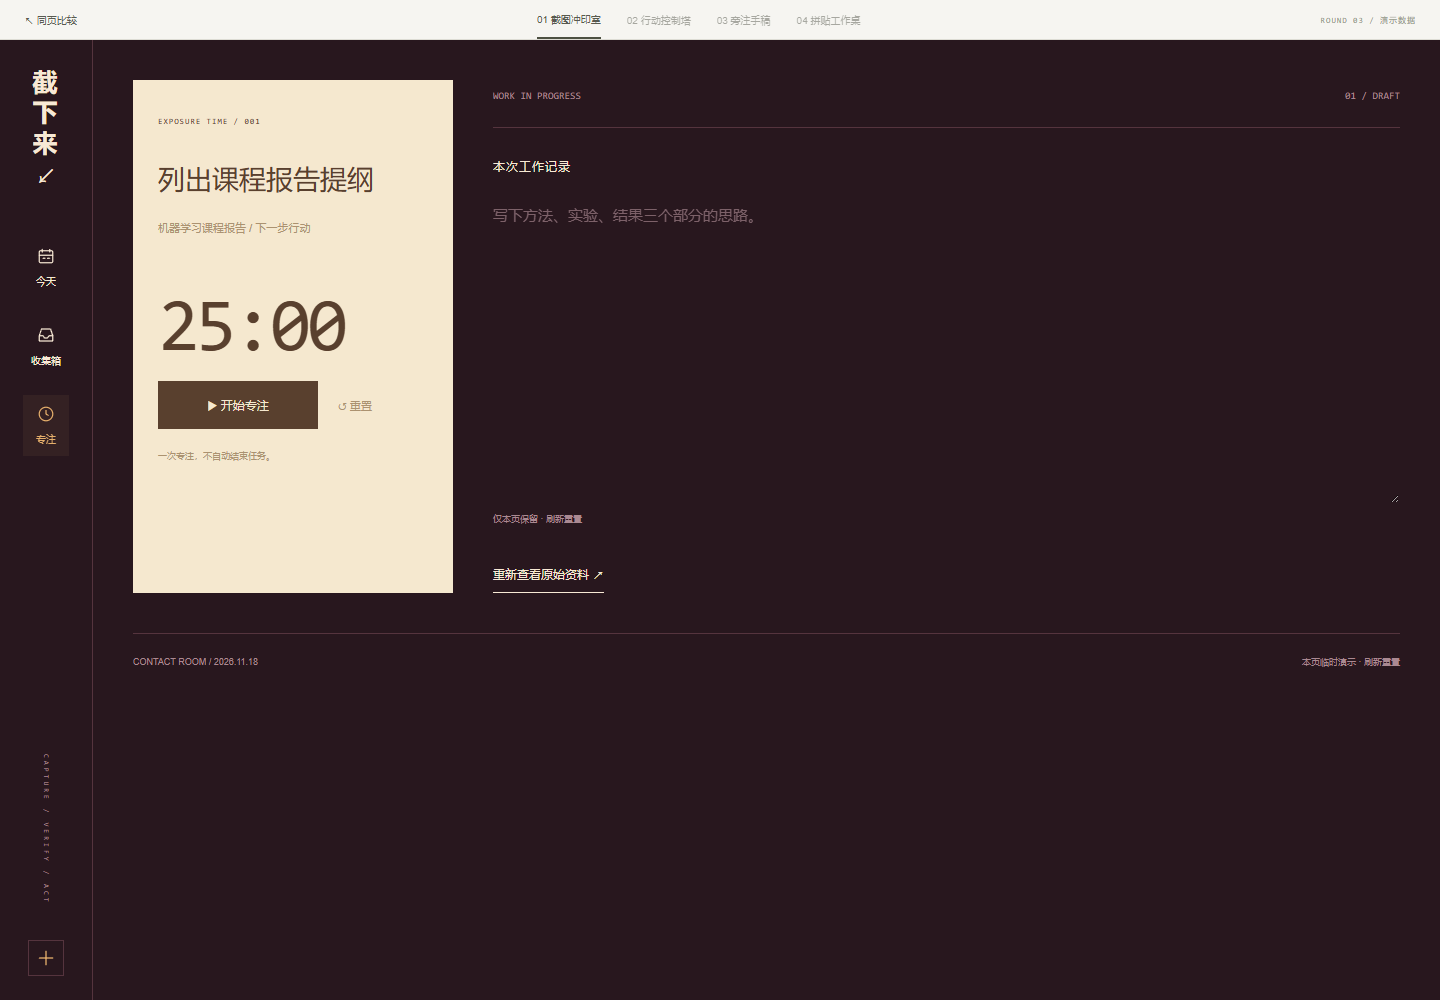 ↖ 同页比较
01 截图冲印室
02 行动控制塔
03 旁注手稿
04 拼贴工作桌
ROUND 03 / 演示数据
截下来
↙
今天
收集箱
专注
CAPTURE / VERIFY / ACT
EXPOSURE TIME / 001
列出课程报告提纲
机器学习课程报告 / 下一步行动
25:00
▶ 开始专注
↺ 重置
一次专注，不自动结束任务。
WORK IN PROGRESS
01 / DRAFT
本次工作记录
写下方法、实验、结果三个部分的思路。
仅本页保留 · 刷新重置
重新查看原始资料 ↗
CONTACT ROOM / 2026.11.18
本页临时演示 · 刷新重置